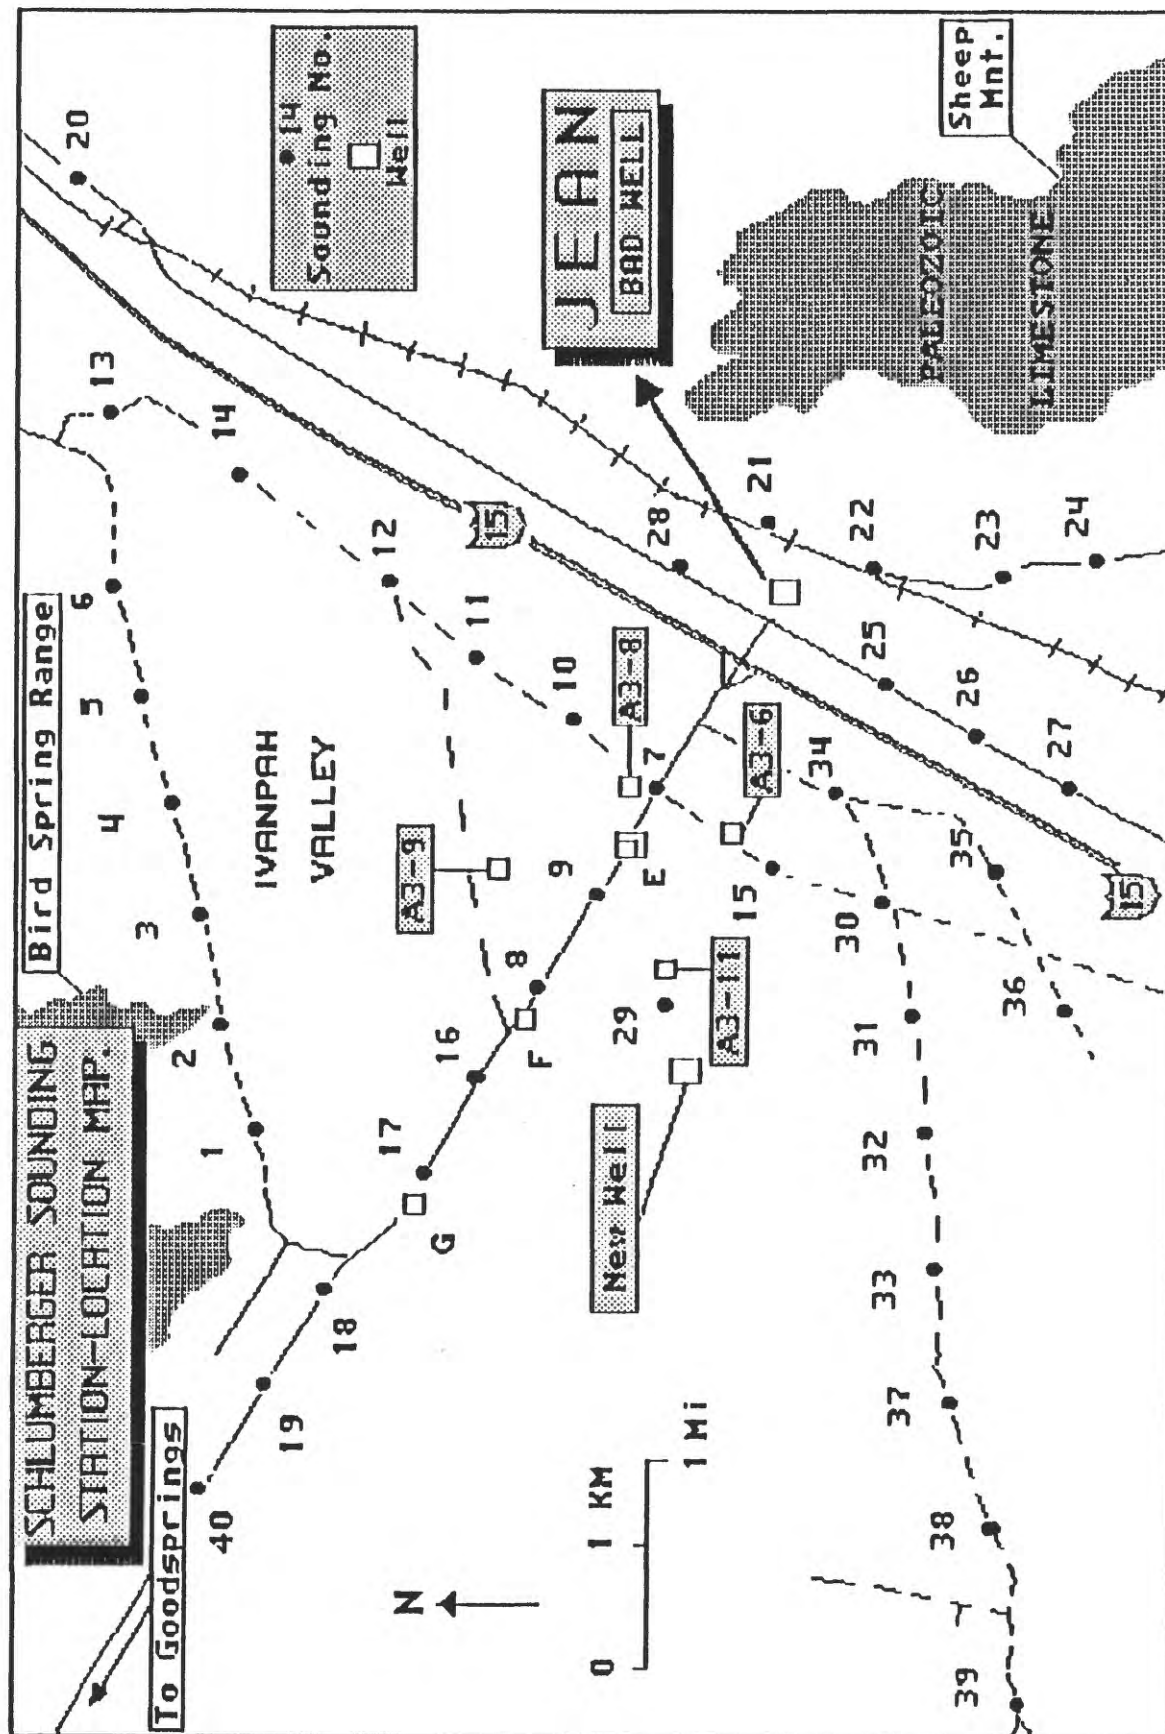 SCHLUMBERGER SOUNDING
STATION-LOCATION MAP.
Bird Spring Range
To Goodsprings
14
Sounding No.
Well
JEAN
BAD WELL
Sheep
Mnt.
PALEOZOIC
LIMESTONE
IVANPAH
VALLEY
20
13
14
6
5
4
3
2
1
12
11
10
15
28
21
22
23
24
25
26
27
A3-8
A3-6
A3-9
A3-11
New Well
7
E
9
8
F
16
17
G
18
19
40
29
15
34
35
30
36
31
32
33
37
38
39
15
N
0
1 KM
1 Mi